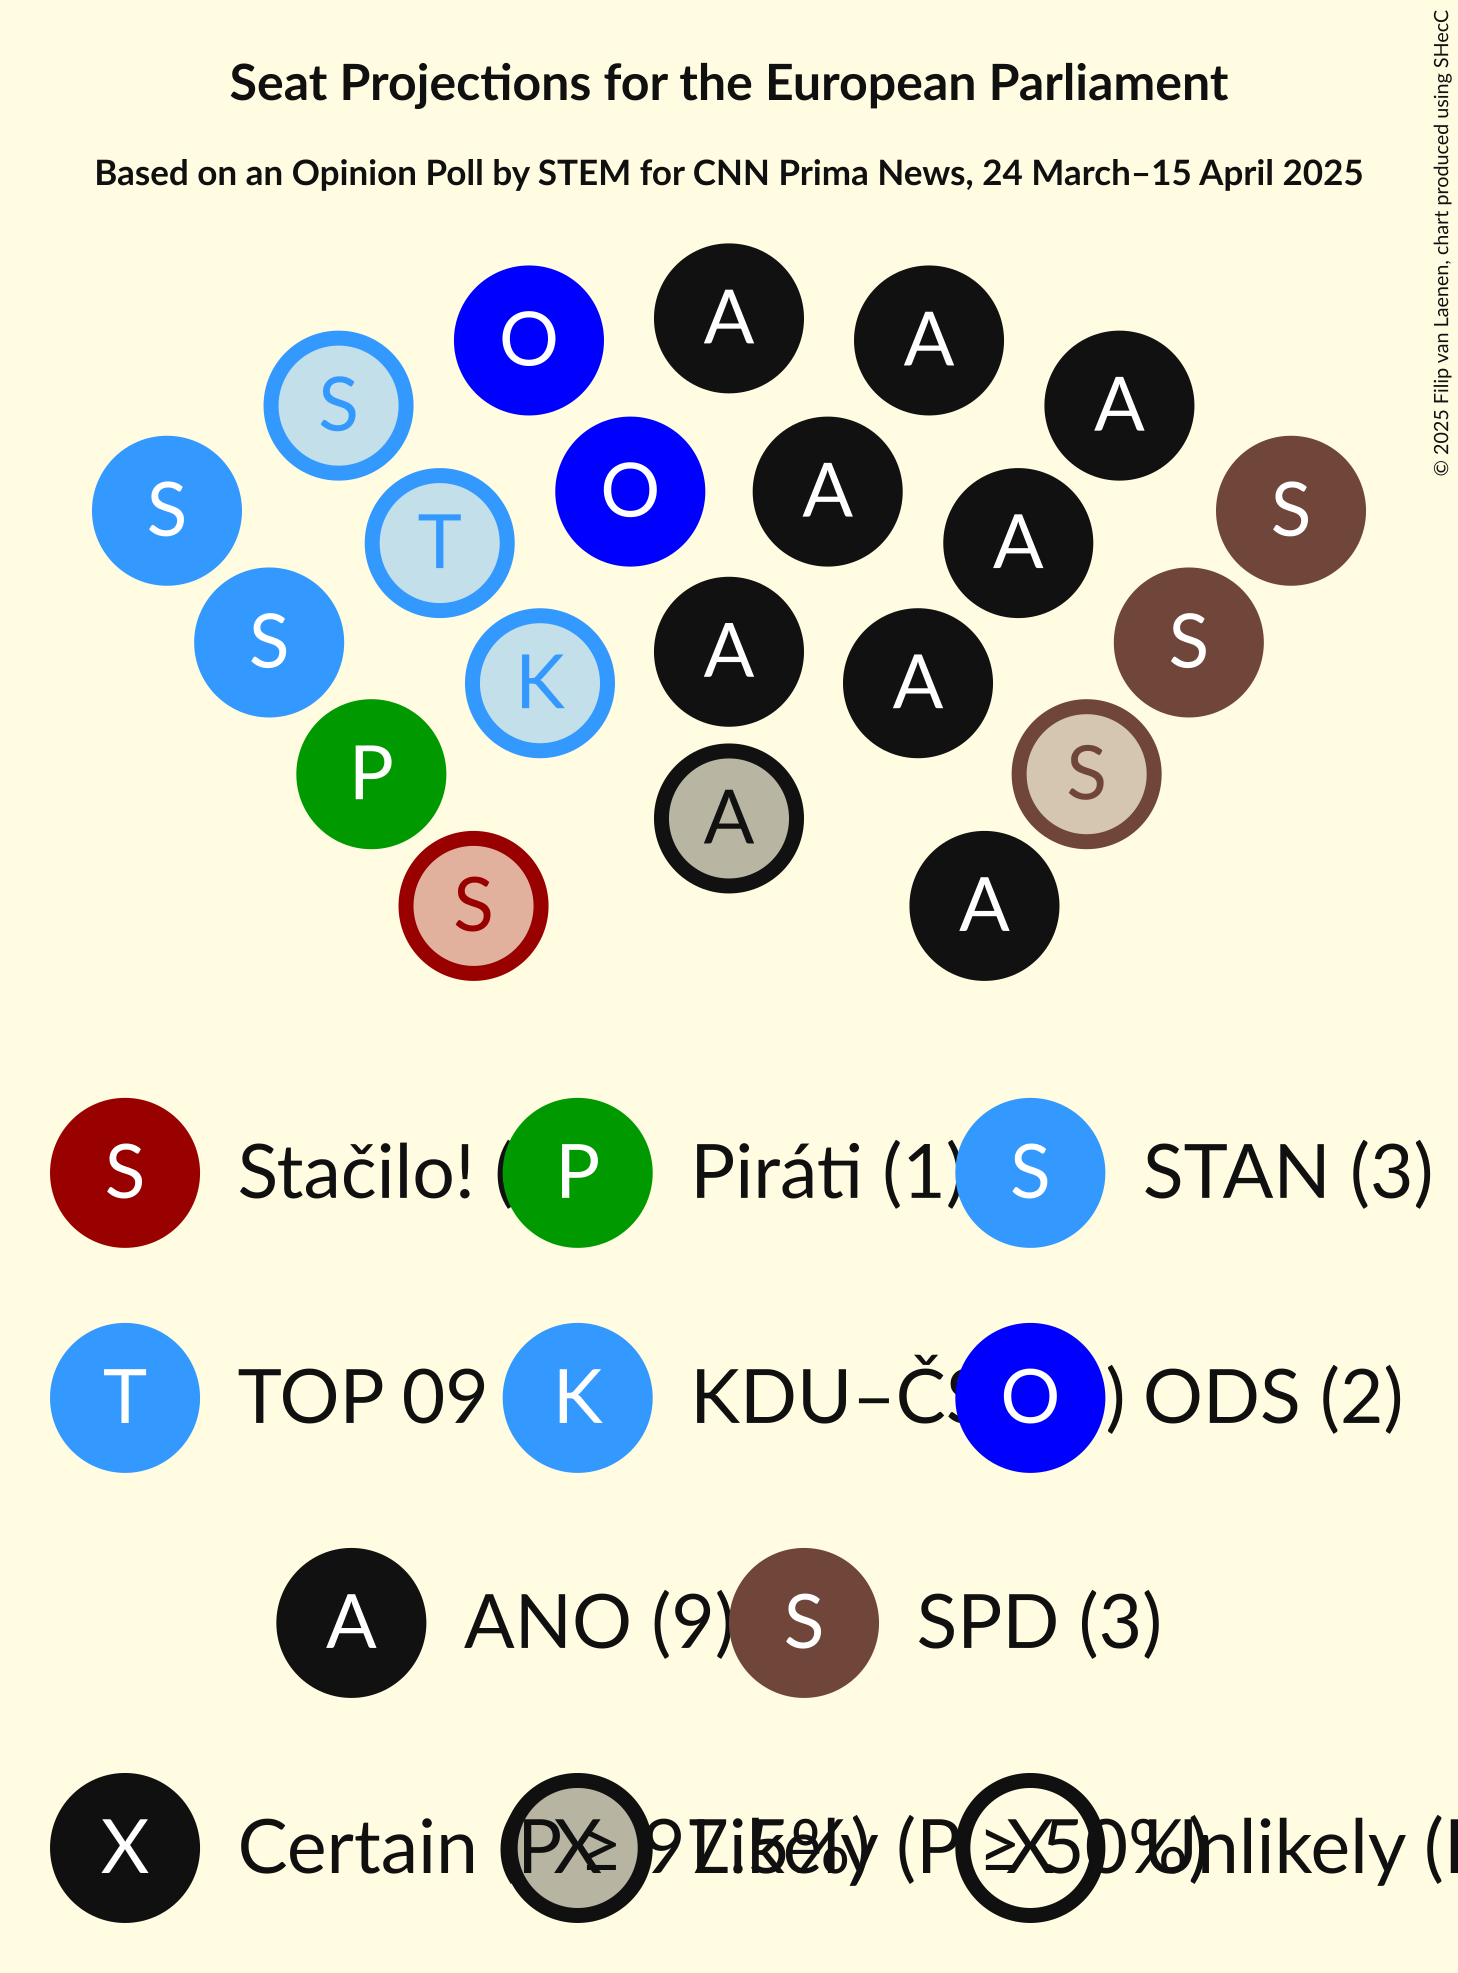 Seat Projections for the European Parliament
Based on an Opinion Poll by STEM for CNN Prima News, 24 March–15 April 2025
© 2025 Filip van Laenen, chart produced using SHecC
A
O A
S A
S O A S
T A
S A S
K A
P S
A
S A
S Stačilo! ( P Piráti (1) S STAN (3)
T TOP 09 K KDU–Č ) O ODS (2)
A ANO (9) S SPD (3)
X Certain (P ≥ 97.5%) X Likely (P ≥ 50%) X Unlikely (